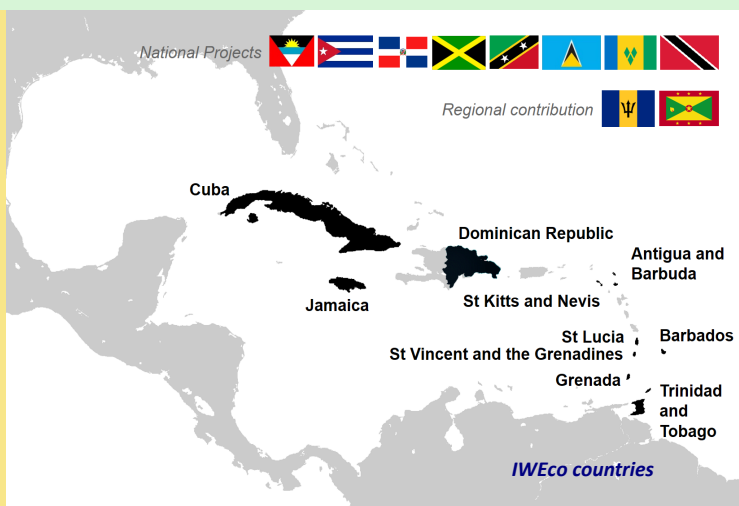 National Projects
Regional contribution
Cuba
Dominican Republic
Antigua and
Barbuda
Jamaica
St Kitts and Nevis
St Lucia
Barbados
St Vincent and the Grenadines
Grenada
Trinidad
and
Tobago
IWEco countries